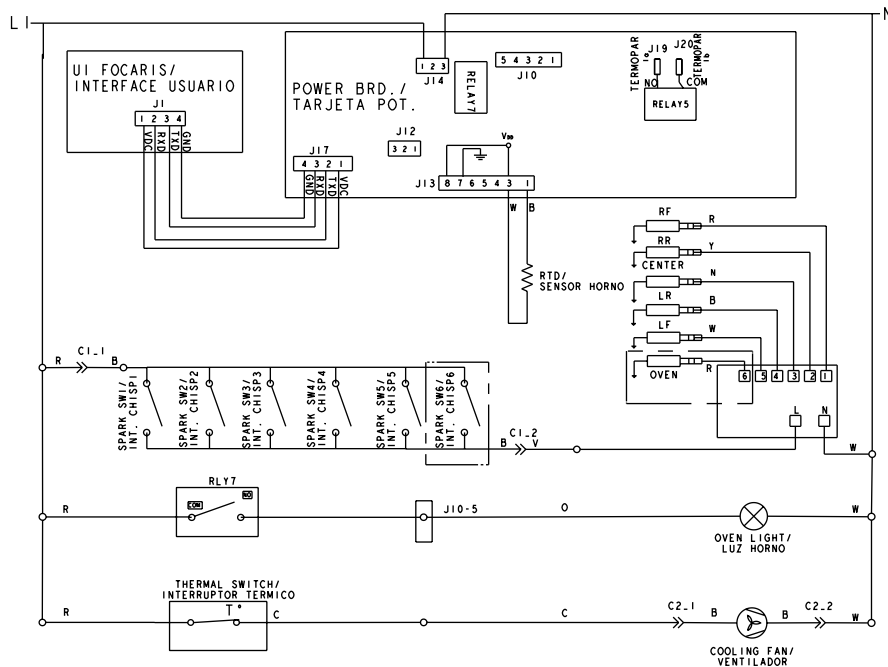 L1
N
UI FOCARIS/
INTERFACE USUARIO
J1
1 2 3 4
VDC
RXD
TXD
GND
POWER BRD./
TARJETA POT.
1 2 3
J14
RELAY7
5 4 3 2 1
J10
TERMOPAR
1a
J19
J20
TERMOPAR
1b
NO
COM
RELAY5
J12
3 2 1
J17
4 3 2 1
GND
RXD
TXD
VDC
VDD
J13
8 7 6 5 4 3 1
W
B
RTD/
SENSOR HORNO
RF
R
RR
Y
CENTER
N
LR
B
LF
W
OVEN
R
6 5 4 3 2 1
L
N
W
R
C1_1
B
SPARK SW1/
INT. CHISP1
SPARK SW2/
INT. CHISP2
SPARK SW3/
INT. CHISP3
SPARK SW4/
INT. CHISP4
SPARK SW5/
INT. CHISP5
SPARK SW6/
INT. CHISP6
B
C1_2
V
RLY7
R
COM
NO
J10-5
O
W
OVEN LIGHT/
LUZ HORNO
THERMAL SWITCH/
INTERRUPTOR TERMICO
R
T°
C
C
C2_1
B
B
C2_2
W
COOLING FAN/
VENTILADOR